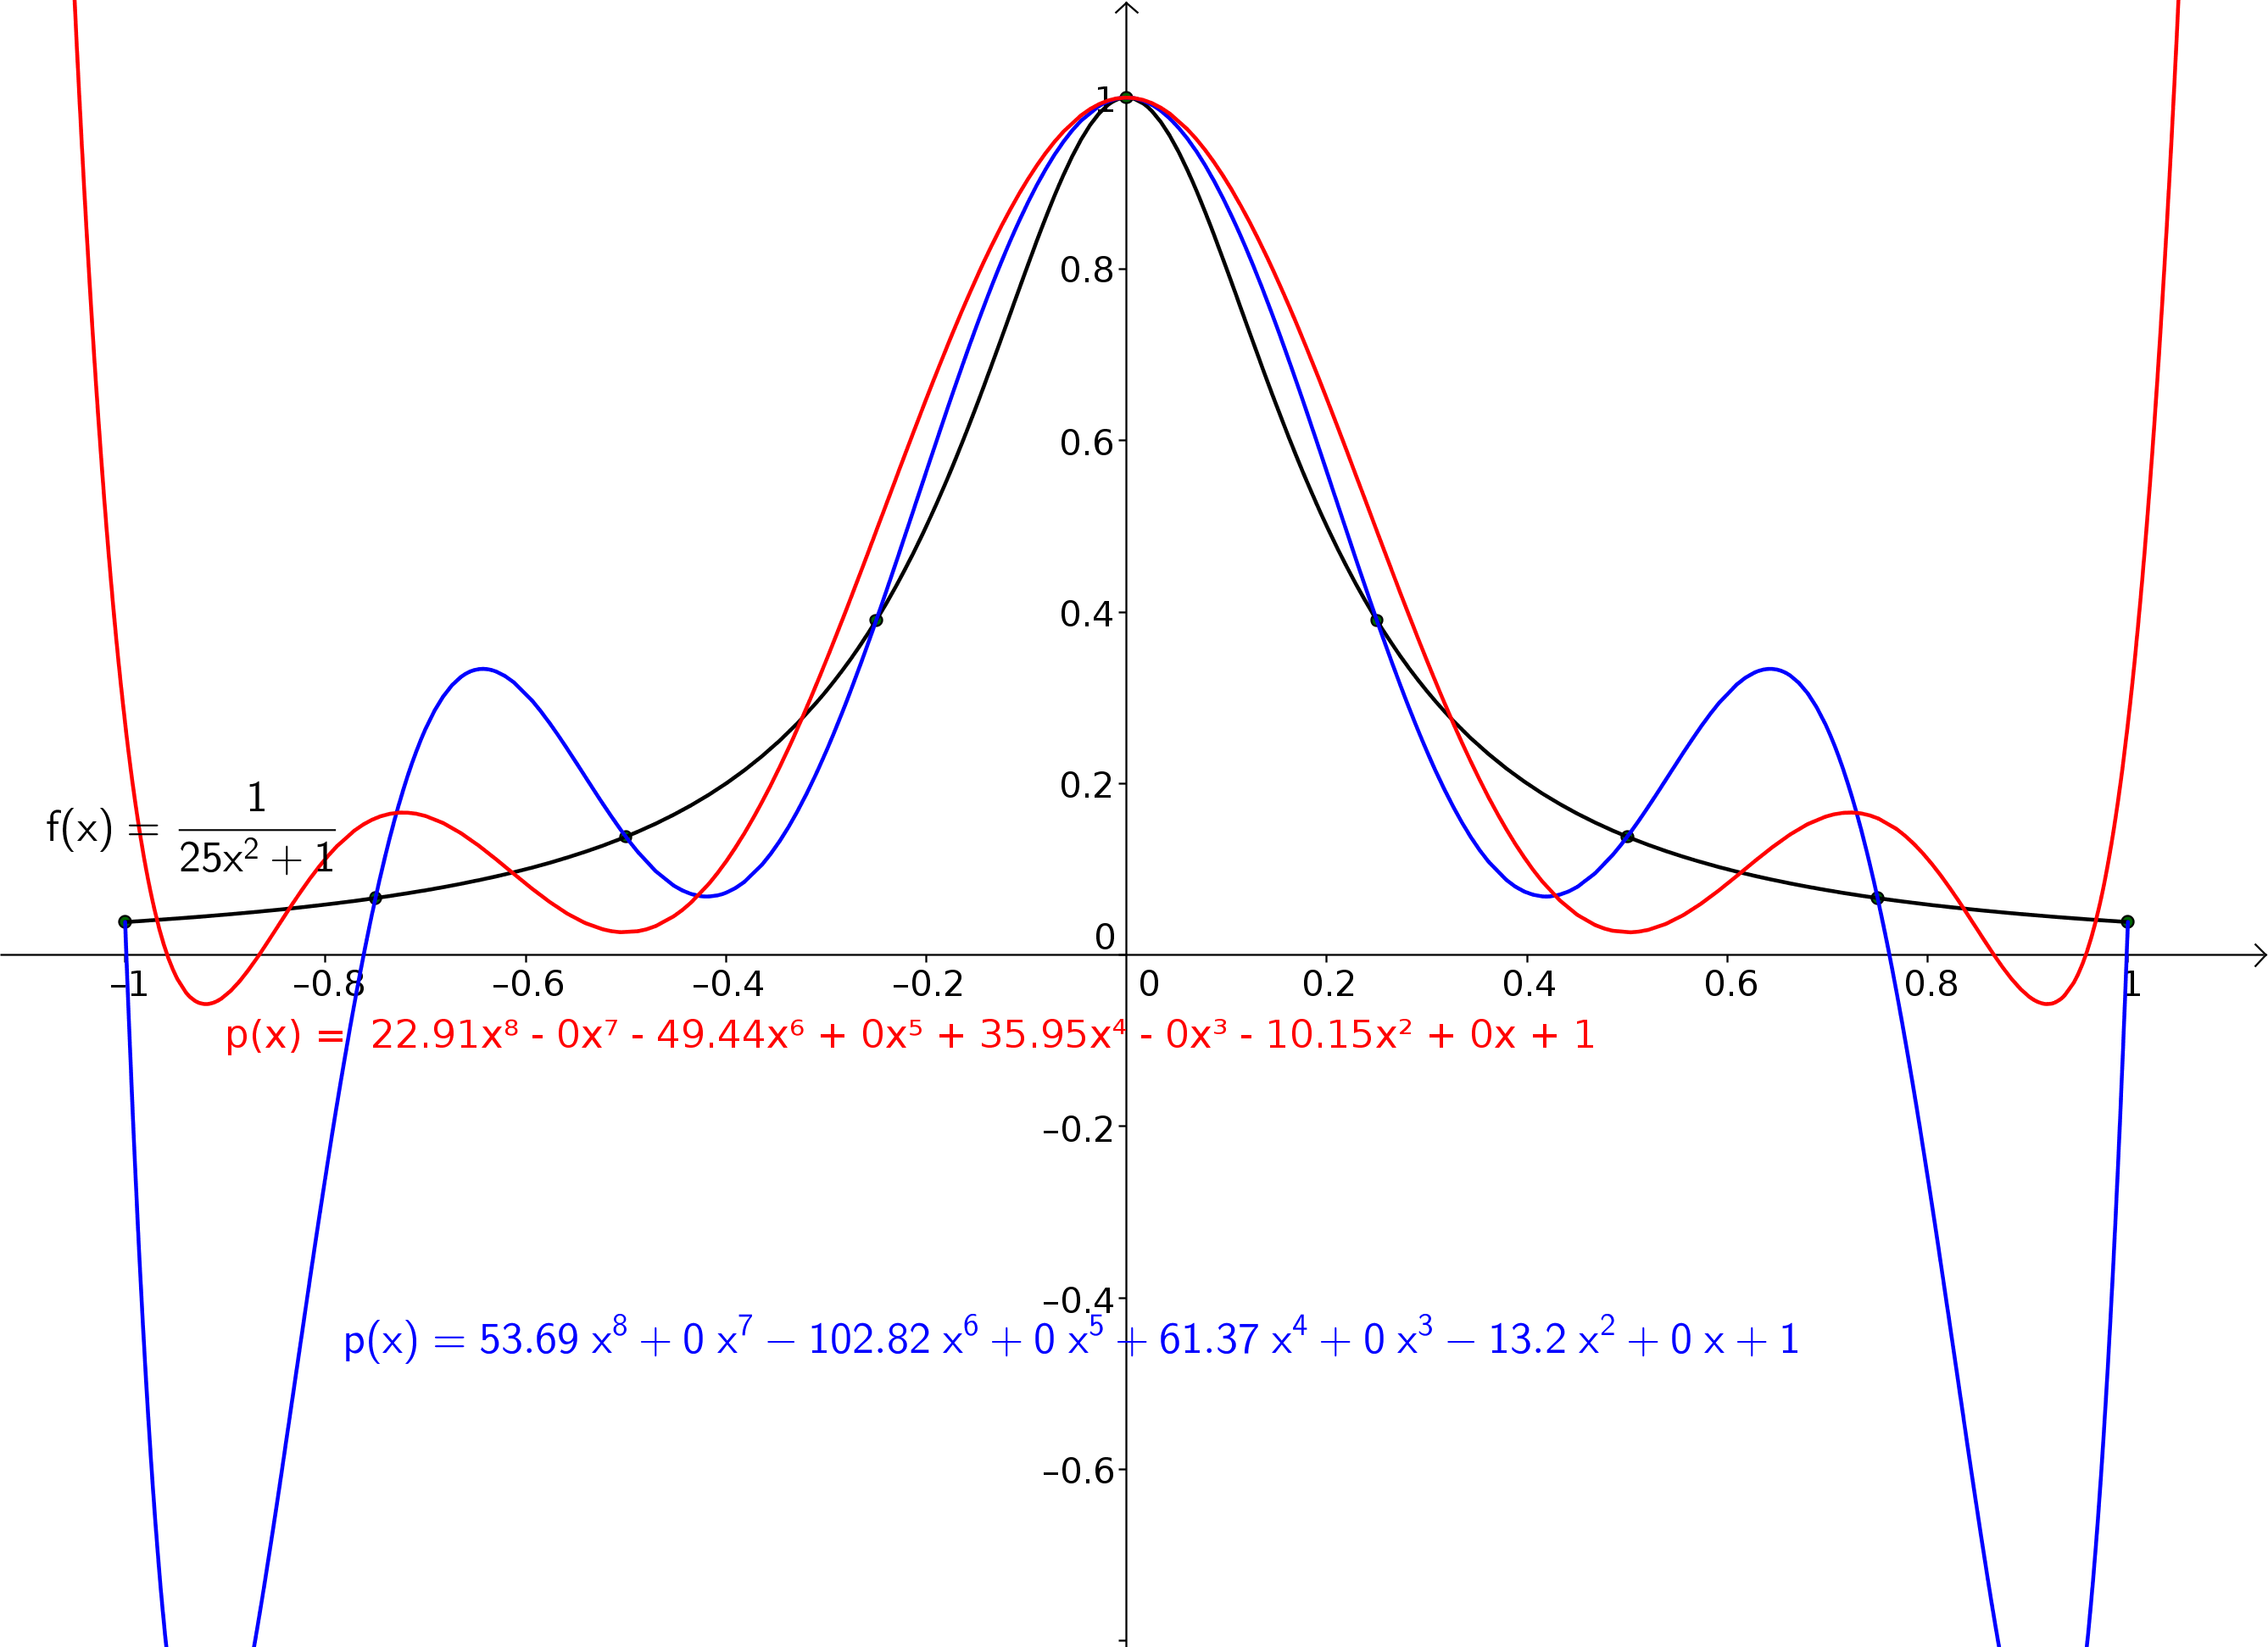 1
0.8
0.6
0.4
0.2
f(x) = 1/(25x² + 1)
0
–1 –0.8 –0.6 –0.4 –0.2 0 0.2 0.4 0.6 0.8 1
p(x) = 22.91x⁸ - 0x⁷ - 49.44x⁶ + 0x⁵ + 35.95x⁴ - 0x³ - 10.15x² + 0x + 1
–0.2
–0.4
p(x) = 53.69 x⁸ + 0 x⁷ − 102.82 x⁶ + 0 x⁵ + 61.37 x⁴ + 0 x³ − 13.2 x² + 0 x + 1
–0.6